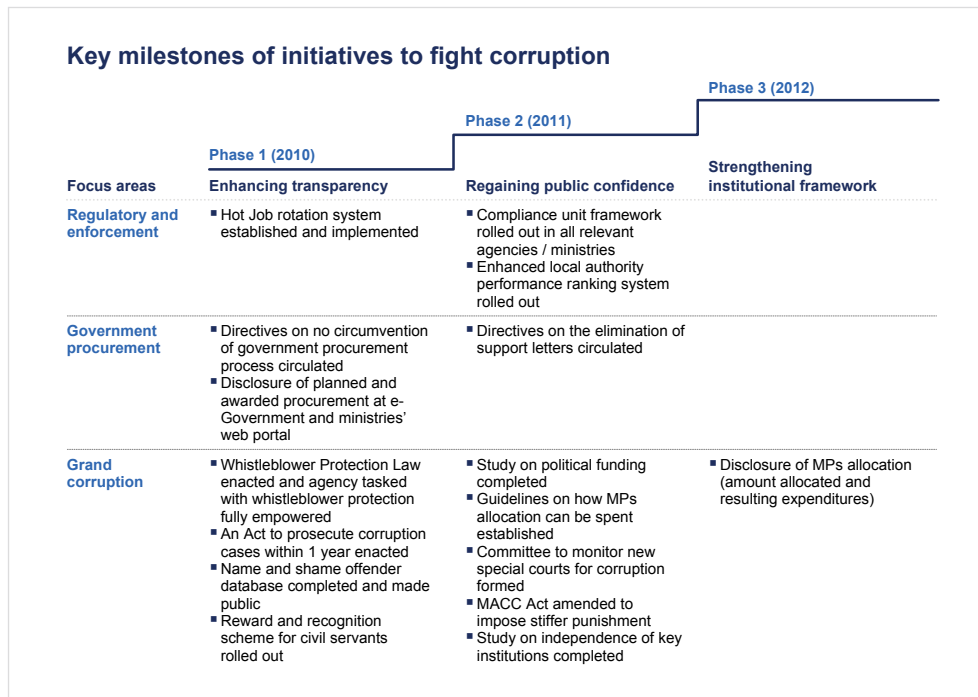 Key milestones of initiatives to fight corruption
Phase 3 (2012)
Phase 2 (2011)
Phase 1 (2010)
Focus areas
Enhancing transparency
Regaining public confidence
Strengthening
institutional framework
Regulatory and
enforcement
▪ Hot Job rotation system
established and implemented
▪ Compliance unit framework
rolled out in all relevant
agencies / ministries
▪ Enhanced local authority
performance ranking system
rolled out
Government
procurement
▪ Directives on no circumvention
of government procurement
process circulated
▪ Disclosure of planned and
awarded procurement at e-
Government and ministries’
web portal
▪ Directives on the elimination of
support letters circulated
Grand
corruption
▪ Whistleblower Protection Law
enacted and agency tasked
with whistleblower protection
fully empowered
▪ An Act to prosecute corruption
cases within 1 year enacted
▪ Name and shame offender
database completed and made
public
▪ Reward and recognition
scheme for civil servants
rolled out
▪ Study on political funding
completed
▪ Guidelines on how MPs
allocation can be spent
established
▪ Committee to monitor new
special courts for corruption
formed
▪ MACC Act amended to
impose stiffer punishment
▪ Study on independence of key
institutions completed
▪ Disclosure of MPs allocation
(amount allocated and
resulting expenditures)